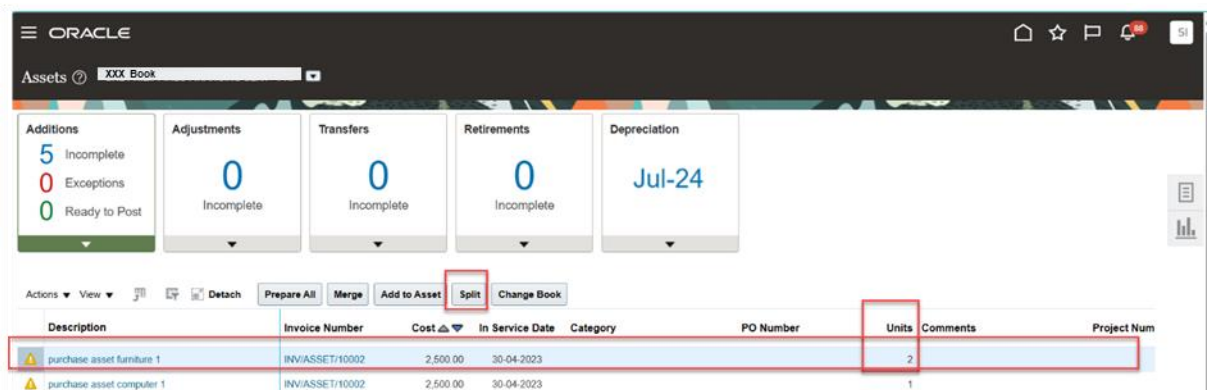 ORACLE
88
SI
Assets
XXX Book
Additions
5 Incomplete
0 Exceptions
0 Ready to Post
Adjustments
0
Incomplete
Transfers
0
Incomplete
Retirements
0
Incomplete
Depreciation
Jul-24
Actions View Detach Prepare All Merge Add to Asset Split Change Book
Description Invoice Number Cost In Service Date Category PO Number Units Comments Project Num
purchase asset furniture 1 INV/ASSET/10002 2,500.00 30-04-2023 2
purchase asset computer 1 INV/ASSET/10002 2,500.00 30-04-2023 1